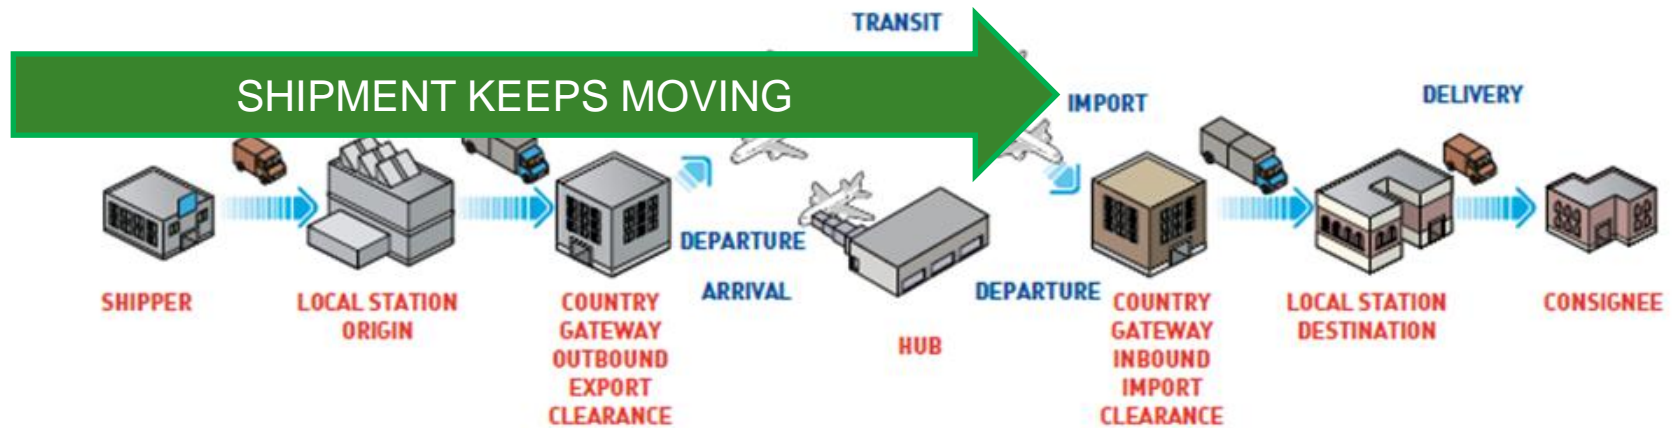 TRANSIT
SHIPMENT KEEPS MOVING
IMPORT
DELIVERY
DEPARTURE
ARRIVAL
DEPARTURE
SHIPPER
LOCAL STATION
ORIGIN
COUNTRY
GATEWAY
OUTBOUND
EXPORT
CLEARANCE
HUB
COUNTRY
GATEWAY
INBOUND
IMPORT
CLEARANCE
LOCAL STATION
DESTINATION
CONSIGNEE